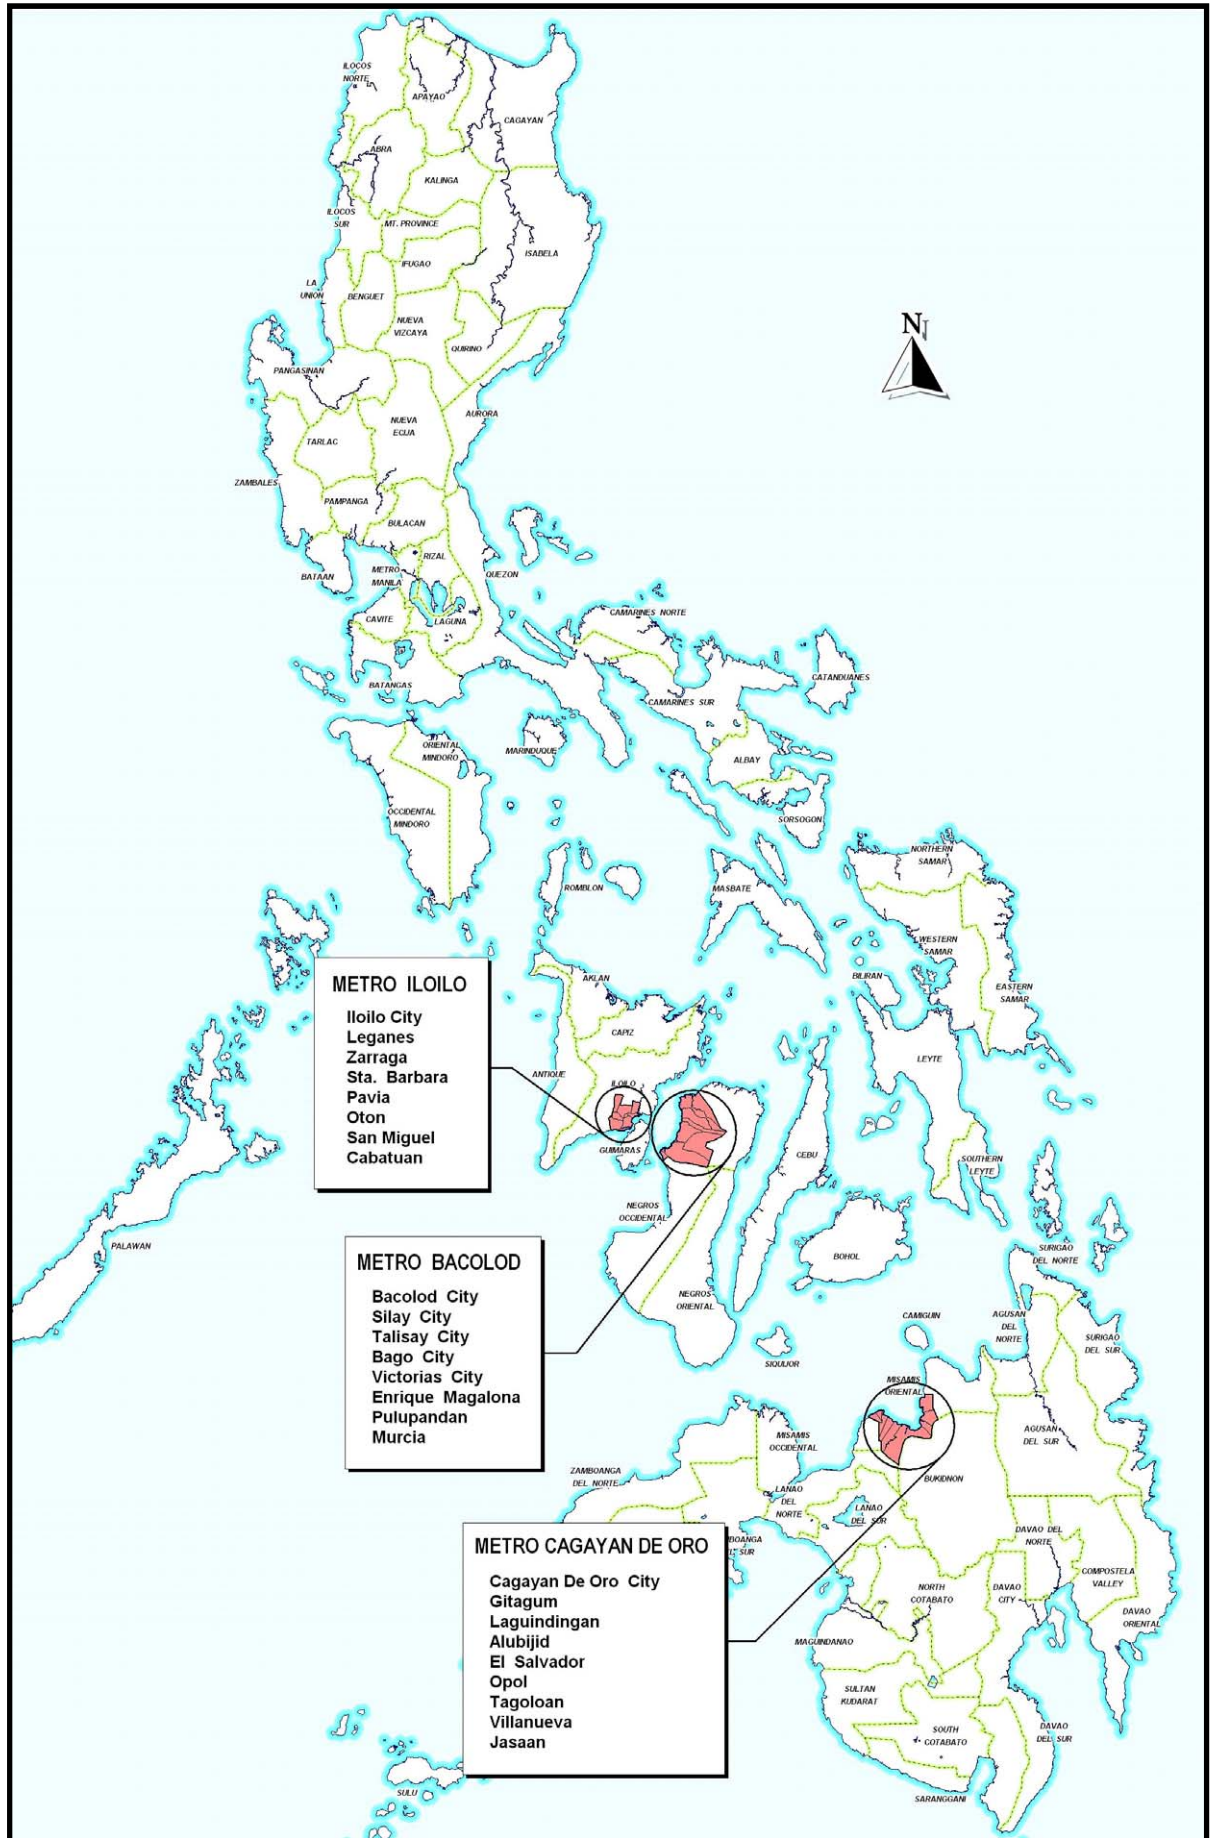 ILOCOS
NORTE
APAYAO
CAGAYAN
ABRA
KALINGA
ILOCOS
SUR
MT. PROVINCE
ISABELA
IFUGAO
LA
UNION
BENGUET
NUEVA
VIZCAYA
QUIRINO
N
PANGASINAN
AURORA
NUEVA
ECIJA
TARLAC
ZAMBALES
PAMPANGA
BULACAN
RIZAL
METRO
MANILA
BATAAN
QUEZON
CAVITE
LAGUNA
CAMARINES NORTE
BATANGAS
CATANDUANES
CAMARINES SUR
ORIENTAL
MINDORO
MARINDUQUE
ALBAY
OCCIDENTAL
MINDORO
SORSOGON
NORTHERN
SAMAR
ROMBLON
MASBATE
WESTERN
SAMAR
BILIRAN
EASTERN
SAMAR
AKLAN
CAPIZ
LEYTE
ANTIQUE
ILOILO
GUIMARAS
CEBU
SOUTHERN
LEYTE
NEGROS
OCCIDENTAL
PALAWAN
BOHOL
SURIGAO
DEL NORTE
NEGROS
ORIENTAL
CAMIGUIN
AGUSAN
DEL
NORTE
SURIGAO
DEL SUR
SIQUIJOR
MISAMIS
ORIENTAL
METRO ILOILO
Iloilo City
Leganes
Zarraga
Sta. Barbara
Pavia
Oton
San Miguel
Cabatuan
METRO BACOLOD
Bacolod City
Silay City
Talisay City
Bago City
Victorias City
Enrique Magalona
Pulupandan
Murcia
MISAMIS
OCCIDENTAL
AGUSAN
DEL SUR
ZAMBOANGA
DEL NORTE
BUKIDNON
LANAO
DEL
NORTE
LANAO
DEL SUR
BOANGA
SUR
DAVAO DEL
NORTE
COMPOSTELA
VALLEY
NORTH
COTABATO
DAVAO
CITY
DAVAO
ORIENTAL
MAGUINDANAO
SULTAN
KUDARAT
SOUTH
COTABATO
DAVAO
DEL SUR
SARANGGANI
SULU
METRO CAGAYAN DE ORO
Cagayan De Oro City
Gitagum
Laguindingan
Alubijid
El Salvador
Opol
Tagoloan
Villanueva
Jasaan